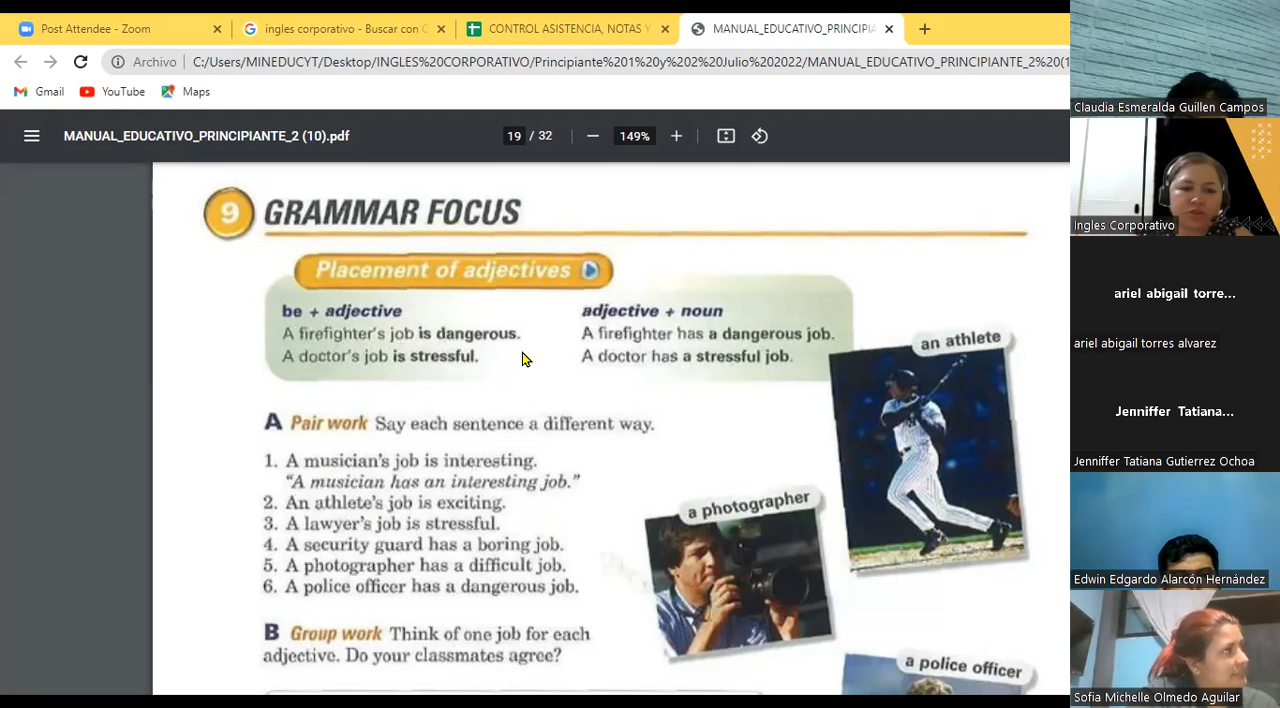 Post Attendee - Zoom
ingles corporativo - Buscar con G
CONTROL ASISTENCIA, NOTAS Y
MANUAL_EDUCATIVO_PRINCIPIA
Archivo
C:/Users/MINEDUCYT/Desktop/INGLES%20CORPORATIVO/Principiante%201%20y%202%20Julio%202022/MANUAL_EDUCATIVO_PRINCIPIANTE_2%20(1
Gmail
YouTube
Maps
MANUAL_EDUCATIVO_PRINCIPIANTE_2 (10).pdf
19 / 32
149%
9 GRAMMAR FOCUS
Placement of adjectives
be + adjective
A firefighter's job is dangerous.
A doctor's job is stressful.
adjective + noun
A firefighter has a dangerous job.
A doctor has a stressful job.
an athlete
A Pair work Say each sentence a different way.
1. A musician's job is interesting.
"A musician has an interesting job."
2. An athlete's job is exciting.
3. A lawyer's job is stressful.
4. A security guard has a boring job.
5. A photographer has a difficult job.
6. A police officer has a dangerous job.
a photographer
B Group work Think of one job for each
adjective. Do your classmates agree?
a police officer
Claudia Esmeralda Guillen Campos
Ingles Corporativo
ariel abigail torre...
ariel abigail torres alvarez
Jenniffer Tatiana...
Jenniffer Tatiana Gutierrez Ochoa
Edwin Edgardo Alarcón Hernández
Sofia Michelle Olmedo Aguilar